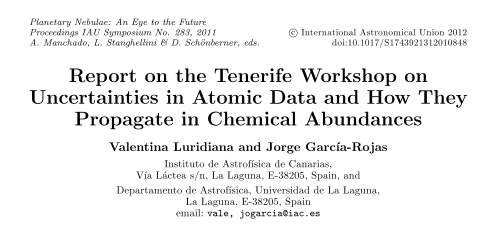 Planetary Nebulae: An Eye to the Future
Proceedings IAU Symposium No. 283, 2011
A. Manchado, L. Stanghellini & D. Schönberner, eds.
© International Astronomical Union 2012
doi:10.1017/S1743921312010848
Report on the Tenerife Workshop on
Uncertainties in Atomic Data and How They
Propagate in Chemical Abundances
Valentina Luridiana and Jorge García-Rojas
Instituto de Astrofísica de Canarias,
Vía Láctea s/n, La Laguna, E-38205, Spain, and
Departamento de Astrofísica, Universidad de La Laguna,
La Laguna, E-38205, Spain
email: vale, jogarcia@iac.es